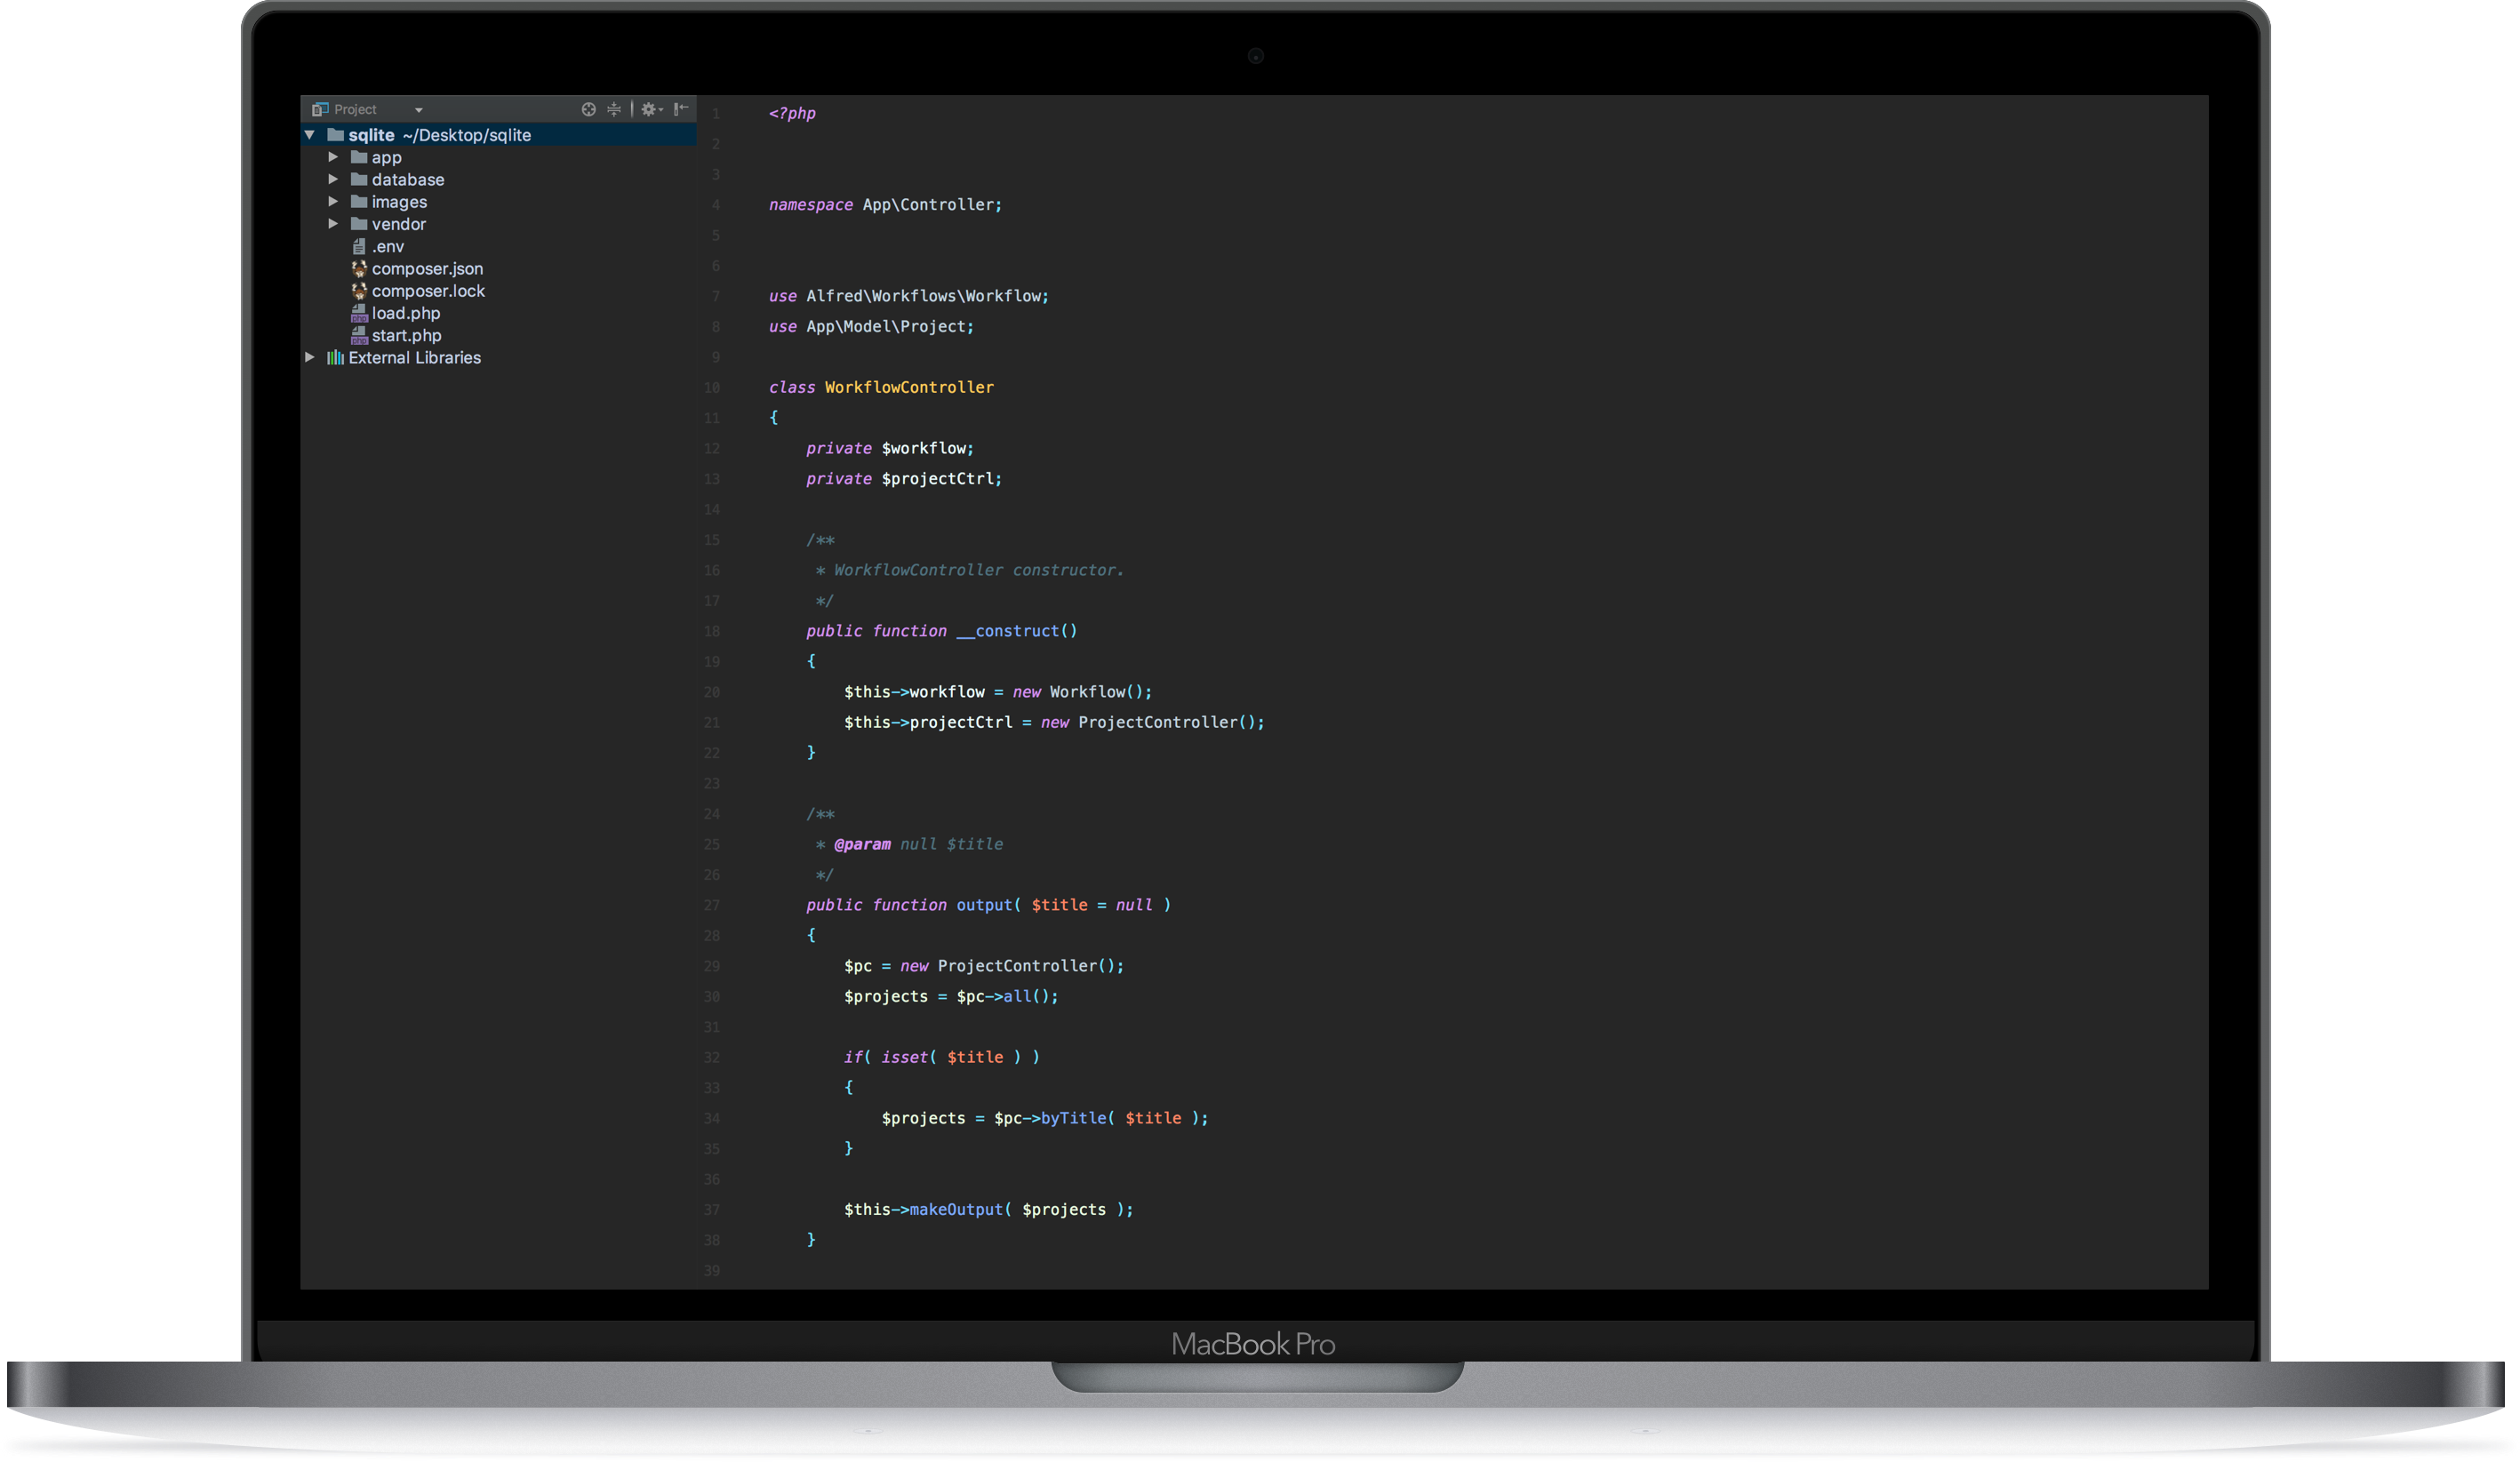 Project
sqlite ~/Desktop/sqlite
app
database
images
vendor
.env
composer.json
composer.lock
php load.php
php start.php
External Libraries
1 <?php
2
3
4 namespace App\Controller;
5
6
7 use Alfred\Workflows\Workflow;
8 use App\Model\Project;
9
10 class WorkflowController
11 {
12 private $workflow;
13 private $projectCtrl;
14
15 /**
16 * WorkflowController constructor.
17 */
18 public function __construct()
19 {
20 $this->workflow = new Workflow();
21 $this->projectCtrl = new ProjectController();
22 }
23
24 /**
25 * @param null $title
26 */
27 public function output( $title = null )
28 {
29 $pc = new ProjectController();
30 $projects = $pc->all();
31
32 if( isset( $title ) )
33 {
34 $projects = $pc->byTitle( $title );
35 }
36
37 $this->makeOutput( $projects );
38 }
39
MacBook Pro